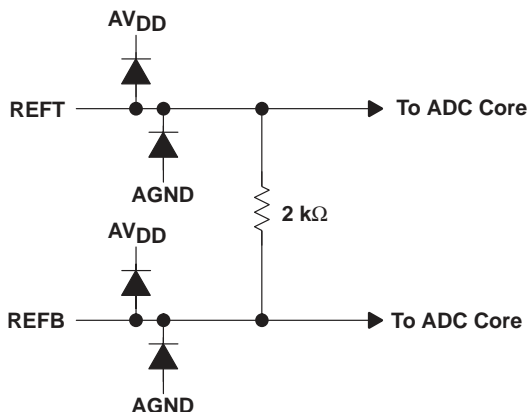 AVDD
REFT
To ADC Core
AGND
2 kΩ
AVDD
REFB
To ADC Core
AGND